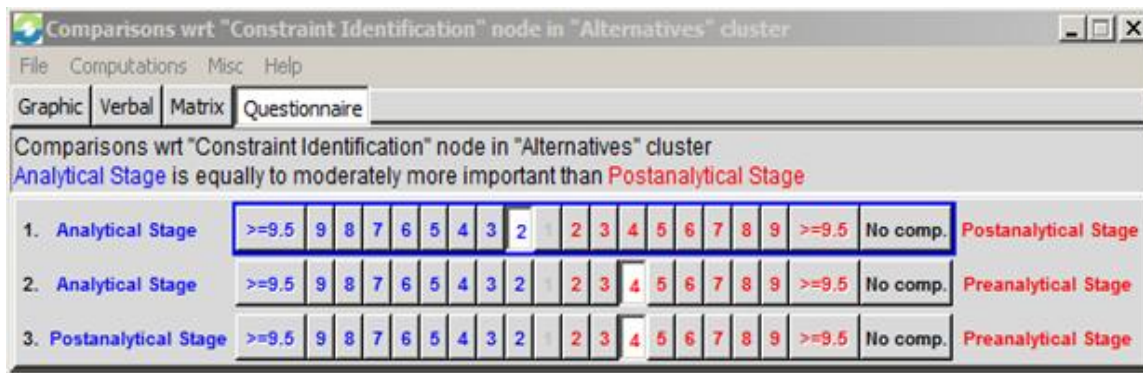 Comparisons wrt "Constraint Identification" node in "Alternatives" cluster
File Computations Misc Help
Graphic Verbal Matrix Questionnaire
Comparisons wrt "Constraint Identification" node in "Alternatives" cluster
Analytical Stage is equally to moderately more important than Postanalytical Stage
1. Analytical Stage >=9.5 9 8 7 6 5 4 3 2 1 2 3 4 5 6 7 8 9 >=9.5 No comp. Postanalytical Stage
2. Analytical Stage >=9.5 9 8 7 6 5 4 3 2 1 2 3 4 5 6 7 8 9 >=9.5 No comp. Preanalytical Stage
3. Postanalytical Stage >=9.5 9 8 7 6 5 4 3 2 1 2 3 4 5 6 7 8 9 >=9.5 No comp. Preanalytical Stage